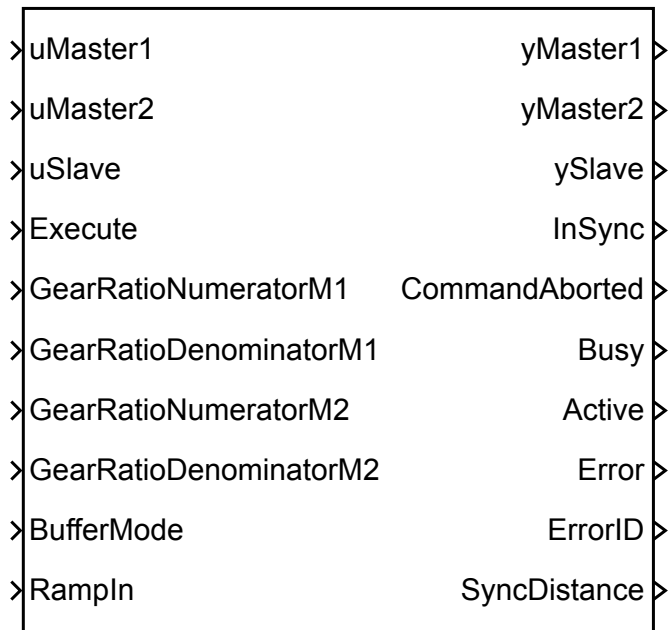 uMaster1 yMaster1
uMaster2 yMaster2
uSlave ySlave
Execute InSync
GearRatioNumeratorM1 CommandAborted
GearRatioDenominatorM1 Busy
GearRatioNumeratorM2 Active
GearRatioDenominatorM2 Error
BufferMode ErrorID
RampIn SyncDistance